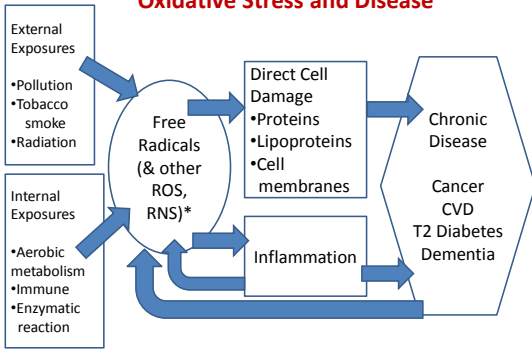 Oxidative Stress and Disease
External
Exposures
•Pollution
•Tobacco
smoke
•Radiation
Internal
Exposures
•Aerobic
metabolism
•Immune
•Enzymatic
reaction
Free
Radicals
(& other
ROS,
RNS)*
Direct Cell
Damage
•Proteins
•Lipoproteins
•Cell
membranes
Inflammation
Chronic
Disease
Cancer
CVD
T2 Diabetes
Dementia